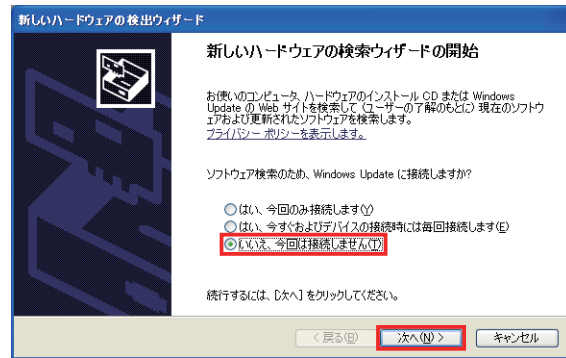 新しいハードウェアの検出ウィザード
新しいハードウェアの検索ウィザードの開始
お使いのコンピュータ、ハードウェアのインストール CD または Windows
Update の Web サイトを検索して (ユーザーの了解のもとに) 現在のソフトウ
ェアおよび更新されたソフトウェアを検索します。
プライバシー ポリシーを表示します。
ソフトウェア検索のため、Windows Update に接続しますか?
はい、今回のみ接続します(Y)
はい、今すぐおよびデバイスの接続時には毎回接続します(E)
いいえ、今回は接続しません(T)
続行するには、[次へ] をクリックしてください。
< 戻る(B) 次へ(N) > キャンセル